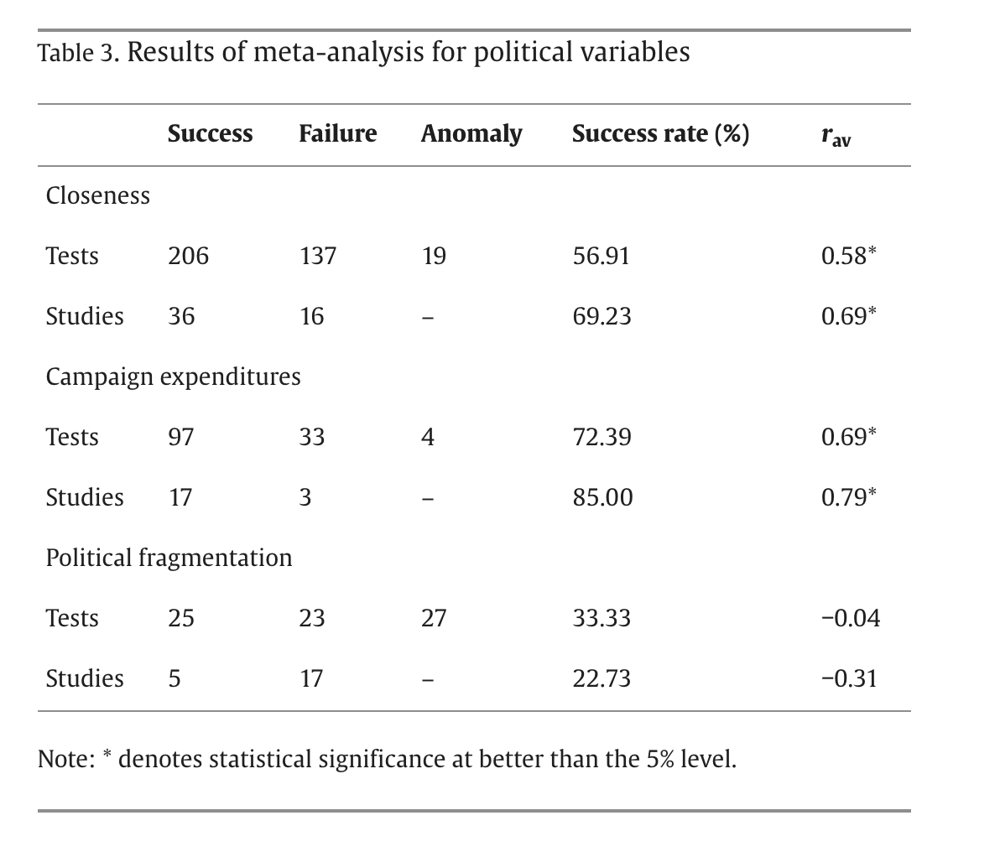 Table 3. Results of meta-analysis for political variables
Success Failure Anomaly Success rate (%) rav
Closeness
Tests 206 137 19 56.91 0.58*
Studies 36 16 – 69.23 0.69*
Campaign expenditures
Tests 97 33 4 72.39 0.69*
Studies 17 3 – 85.00 0.79*
Political fragmentation
Tests 25 23 27 33.33 −0.04
Studies 5 17 – 22.73 −0.31
Note: * denotes statistical significance at better than the 5% level.